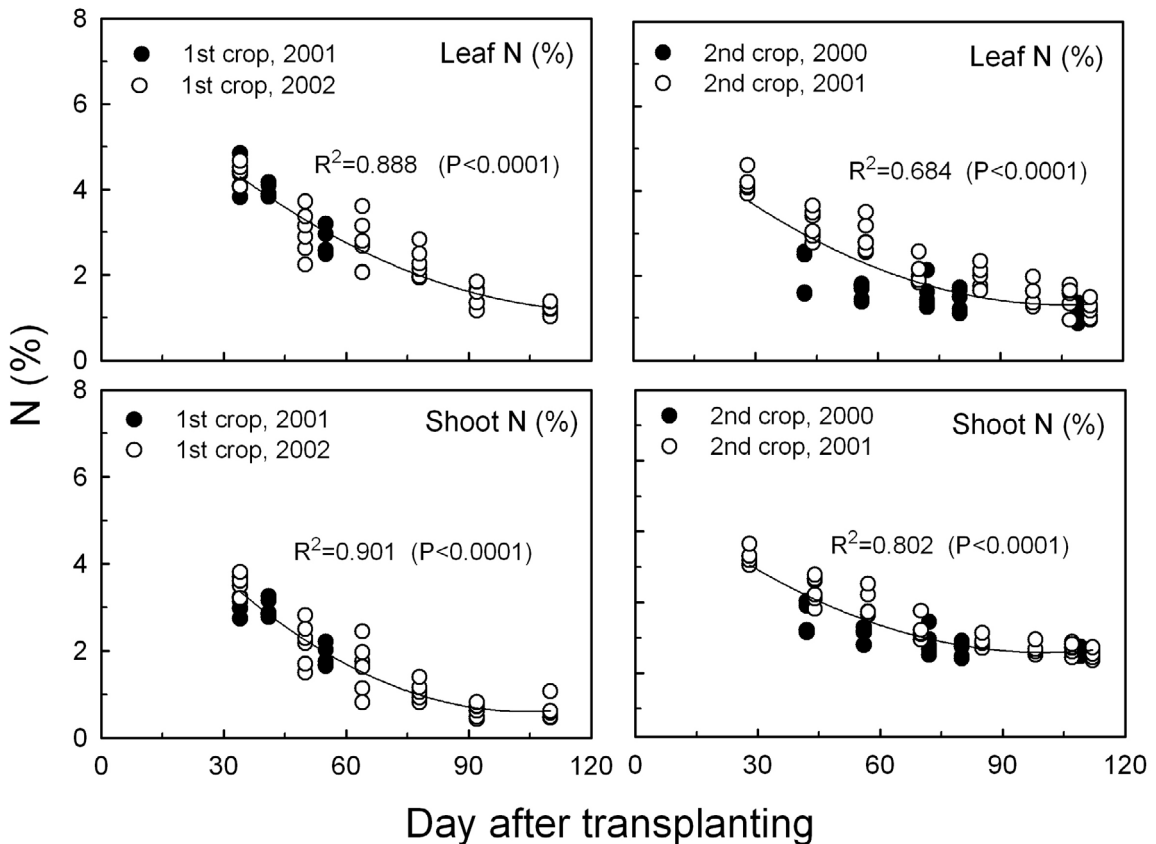 N (%)
8
6
4
2
0
1st crop, 2001
1st crop, 2002
Leaf N (%)
R²=0.888 (P<0.0001)
2nd crop, 2000
2nd crop, 2001
Leaf N (%)
R²=0.684 (P<0.0001)
8
6
4
2
0
1st crop, 2001
1st crop, 2002
Shoot N (%)
R²=0.901 (P<0.0001)
2nd crop, 2000
2nd crop, 2001
Shoot N (%)
R²=0.802 (P<0.0001)
0 30 60 90 120
0 30 60 90 120
Day after transplanting